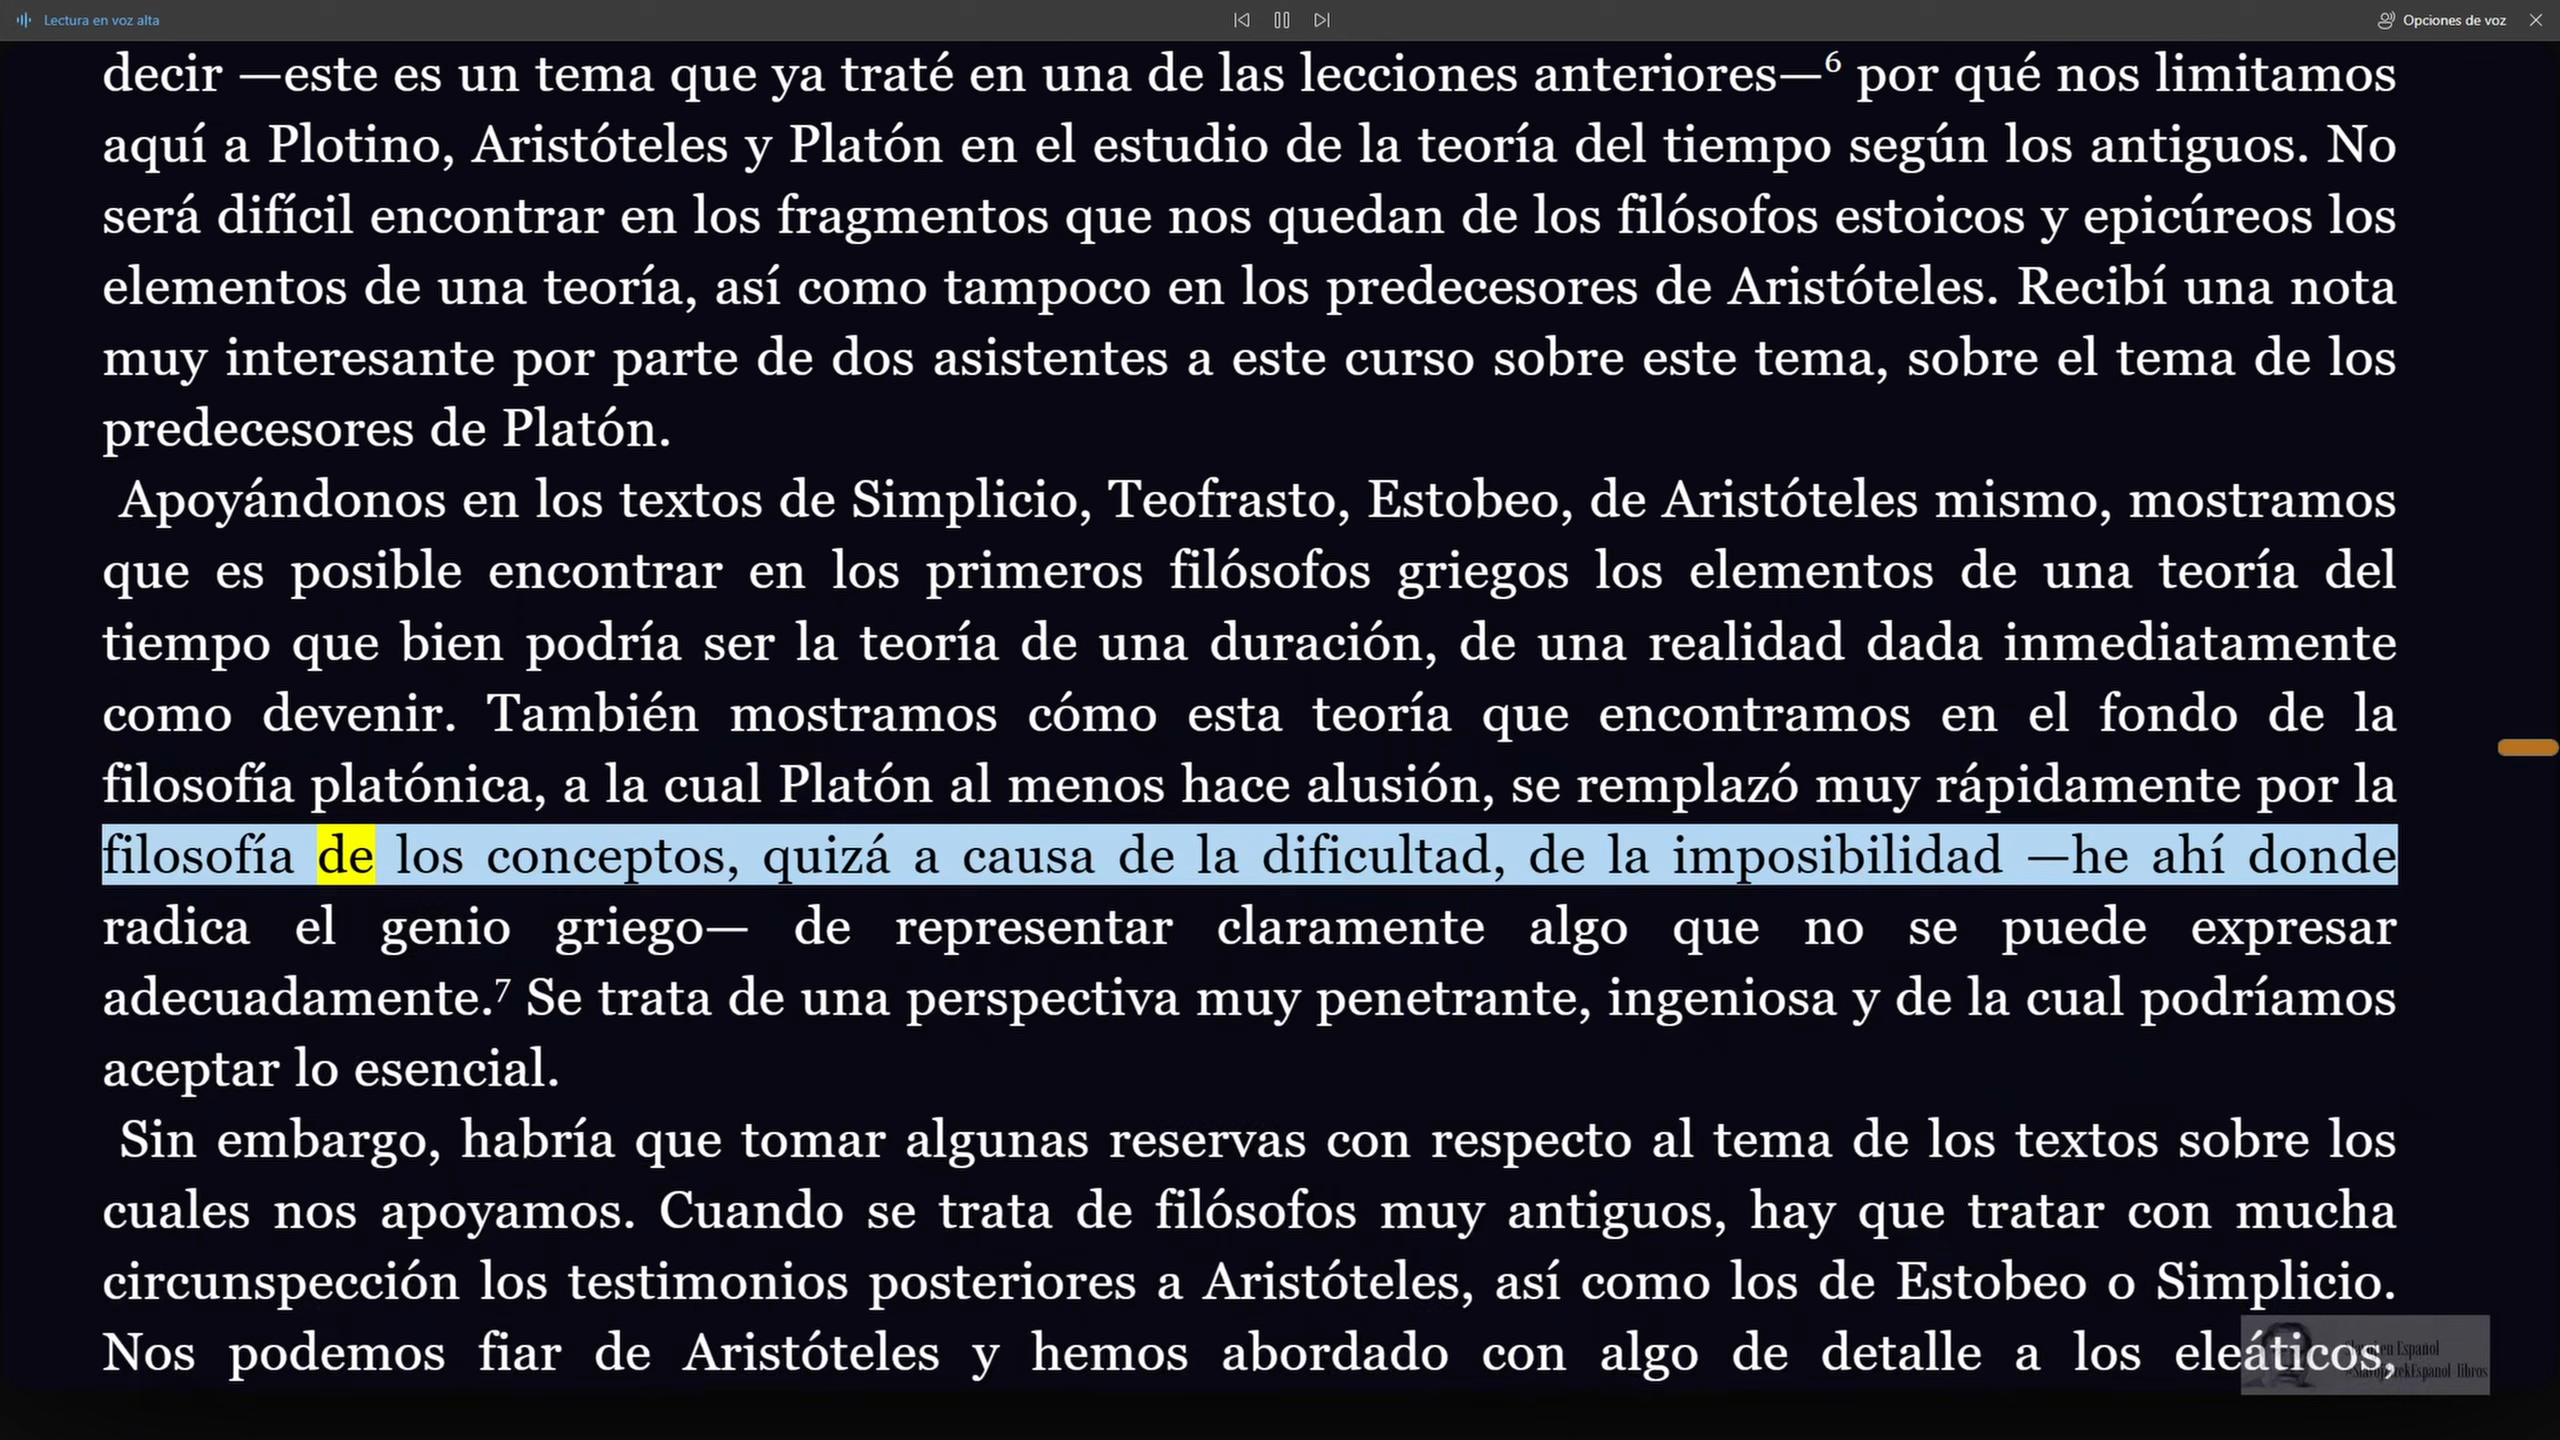 Lectura en voz alta
Opciones de voz
decir —este es un tema que ya traté en una de las lecciones anteriores—⁶ por qué nos limitamos
aquí a Plotino, Aristóteles y Platón en el estudio de la teoría del tiempo según los antiguos. No
será difícil encontrar en los fragmentos que nos quedan de los filósofos estoicos y epicúreos los
elementos de una teoría, así como tampoco en los predecesores de Aristóteles. Recibí una nota
muy interesante por parte de dos asistentes a este curso sobre este tema, sobre el tema de los
predecesores de Platón.
Apoyándonos en los textos de Simplicio, Teofrasto, Estobeo, de Aristóteles mismo, mostramos
que es posible encontrar en los primeros filósofos griegos los elementos de una teoría del
tiempo que bien podría ser la teoría de una duración, de una realidad dada inmediatamente
como devenir. También mostramos cómo esta teoría que encontramos en el fondo de la
filosofía platónica, a la cual Platón al menos hace alusión, se remplazó muy rápidamente por la
filosofía de los conceptos, quizá a causa de la dificultad, de la imposibilidad —he ahí donde
radica el genio griego— de representar claramente algo que no se puede expresar
adecuadamente.⁷ Se trata de una perspectiva muy penetrante, ingeniosa y de la cual podríamos
aceptar lo esencial.
Sin embargo, habría que tomar algunas reservas con respecto al tema de los textos sobre los
cuales nos apoyamos. Cuando se trata de filósofos muy antiguos, hay que tratar con mucha
circunspección los testimonios posteriores a Aristóteles, así como los de Estobeo o Simplicio.
Nos podemos fiar de Aristóteles y hemos abordado con algo de detalle a los eleáticos,
en Español